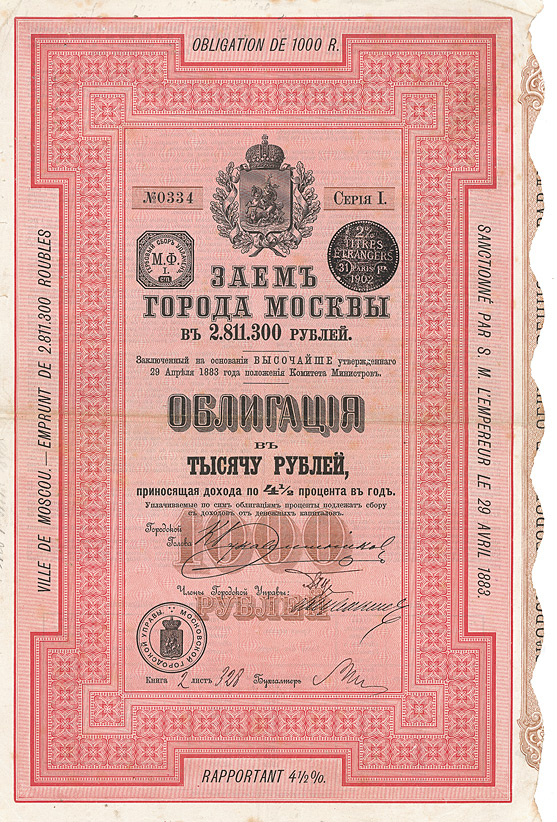 OBLIGATION DE 1000 R.
№0334
СЕРІЯ I.
М.Ф.
I.
2%
TITRES
ÉTRANGERS
PARIS
1902
ЗАЕМЪ
ГОРОДА МОСКВЫ
ВЪ 2.811.300 РУБЛЕЙ.
Заключенный на основаніи ВЫСОЧАЙШЕ утвержденнаго
29 Апрѣля 1883 года положенія Комитета Министровъ.
ОБЛИГАЦІЯ
ВЪ
ТЫСЯЧУ РУБЛЕЙ,
приносящая дохода по 4½ процента въ годъ.
Уплачиваемые по симъ облигаціямъ проценты подлежатъ сбору
съ доходовъ отъ денежныхъ капиталовъ.
Городской
Голова
1000
Члены Городской Управы:
РУБЛЕЙ
МОСКОВСКОЙ ГОРОДСКОЙ УПРАВЫ
Книга 2 листъ 328 Бухгалтеръ
RAPPORTANT 4½%.
VILLE DE MOSCOU.—EMPRUNT DE 2.811.300 ROUBLES
SANCTIONNÉ PAR S. M. L'EMPEREUR LE 29 AVRIL 1883.